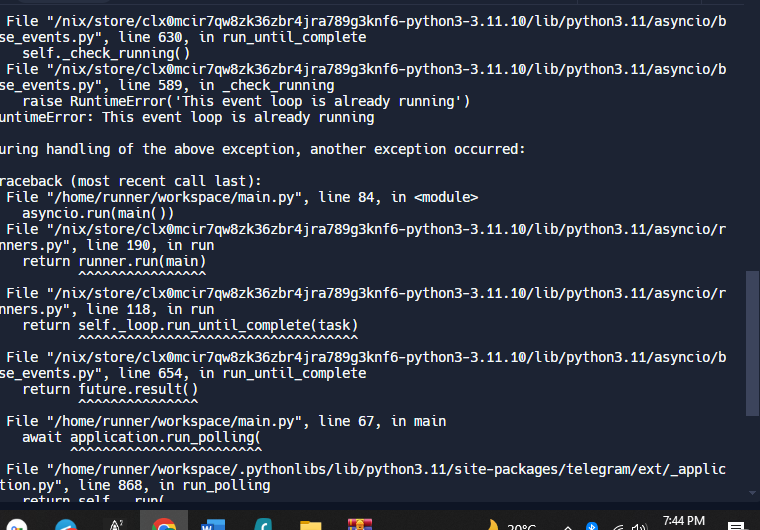 File "/nix/store/clx0mcir7qw8zk36zbr4jra789g3knf6-python3-3.11.10/lib/python3.11/asyncio/b
se_events.py", line 630, in run_until_complete
self._check_running()
File "/nix/store/clx0mcir7qw8zk36zbr4jra789g3knf6-python3-3.11.10/lib/python3.11/asyncio/b
se_events.py", line 589, in _check_running
raise RuntimeError('This event loop is already running')
untimeError: This event loop is already running
uring handling of the above exception, another exception occurred:
raceback (most recent call last):
File "/home/runner/workspace/main.py", line 84, in <module>
asyncio.run(main())
File "/nix/store/clx0mcir7qw8zk36zbr4jra789g3knf6-python3-3.11.10/lib/python3.11/asyncio/r
nners.py", line 190, in run
return runner.run(main)
^^^^^^^^^^^^^^^^
File "/nix/store/clx0mcir7qw8zk36zbr4jra789g3knf6-python3-3.11.10/lib/python3.11/asyncio/r
nners.py", line 118, in run
return self._loop.run_until_complete(task)
^^^^^^^^^^^^^^^^^^^^^^^^^^^^^^^^^^^
File "/nix/store/clx0mcir7qw8zk36zbr4jra789g3knf6-python3-3.11.10/lib/python3.11/asyncio/b
se_events.py", line 654, in run_until_complete
return future.result()
^^^^^^^^^^^^^^^
File "/home/runner/workspace/main.py", line 67, in main
await application.run_polling(
^^^^^^^^^^^^^^^^^^^^^^^^
File "/home/runner/workspace/.pythonlibs/lib/python3.11/site-packages/telegram/ext/_applic
tion.py", line 868, in run_polling
return self._run(
20°C
7:44 PM